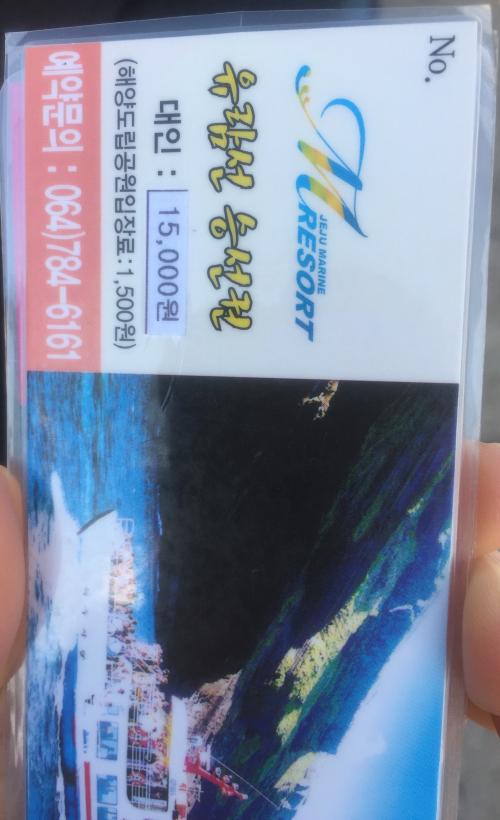 No.
M
JEJU MARINE
RESORT
유람선 승선권
대인 : 15,000원
(해양도립공원입장료:1,500원)
예약문의 : 064)784-6161